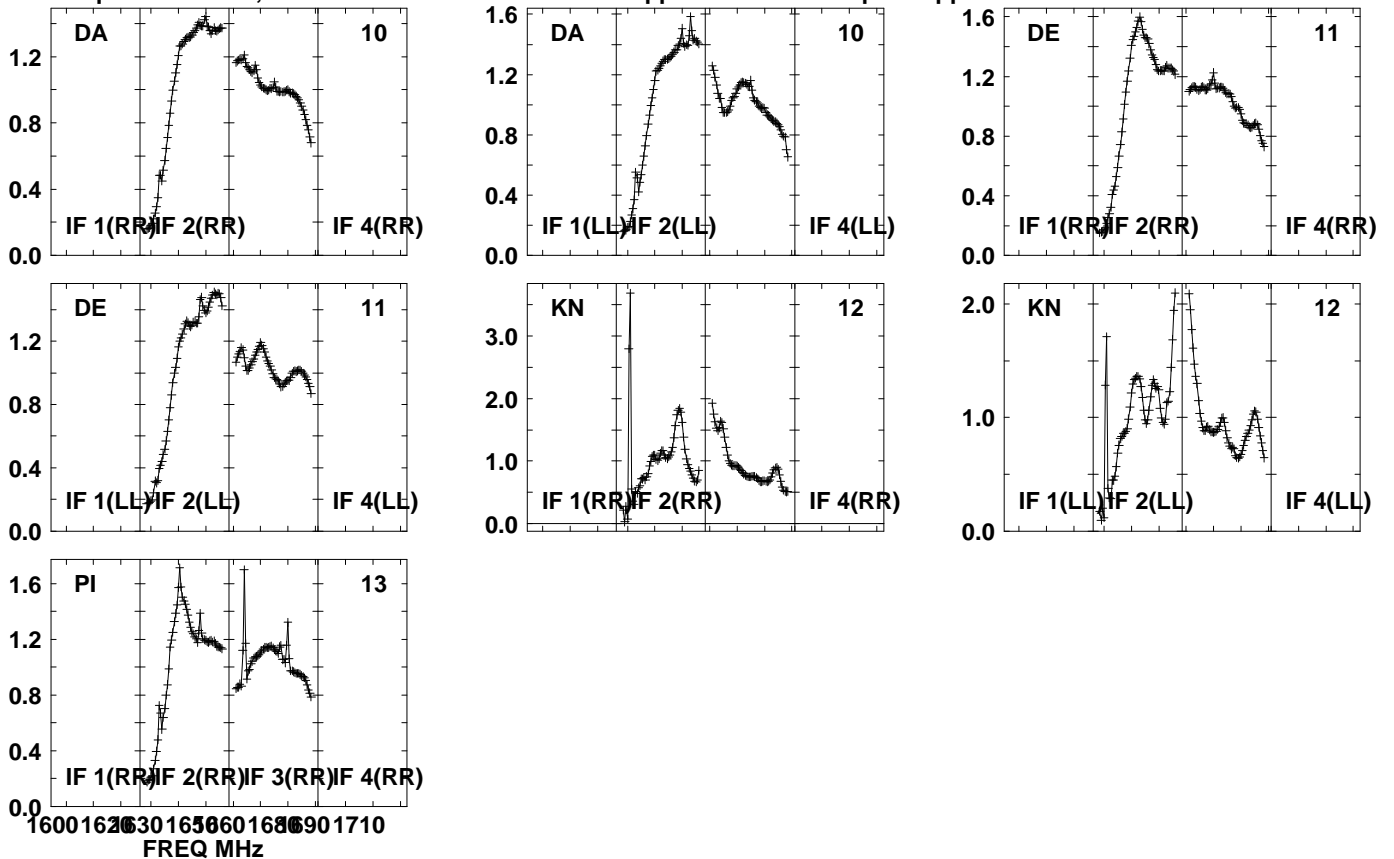 DA 10
1.2
0.8
0.4
0.0
IF 1(RR) IF 2(RR) IF 4(RR)
DA 10
1.6
1.2
0.8
0.4
0.0
IF 1(LL) IF 2(LL) IF 4(LL)
DE 11
1.6
1.2
0.8
0.4
0.0
IF 1(RR) IF 2(RR) IF 4(RR)
DE 11
1.2
0.8
0.4
0.0
IF 1(LL) IF 2(LL) IF 4(LL)
KN 12
3.0
2.0
1.0
0.0
IF 1(RR) IF 2(RR) IF 4(RR)
KN 12
2.0
1.0
0.0
IF 1(LL) IF 2(LL) IF 4(LL)
PI 13
1.6
1.2
0.8
0.4
0.0
IF 1(RR) IF 2(RR) IF 3(RR) IF 4(RR)
1600 1620 1630 1650 1660 1680 1690 1710
FREQ MHz